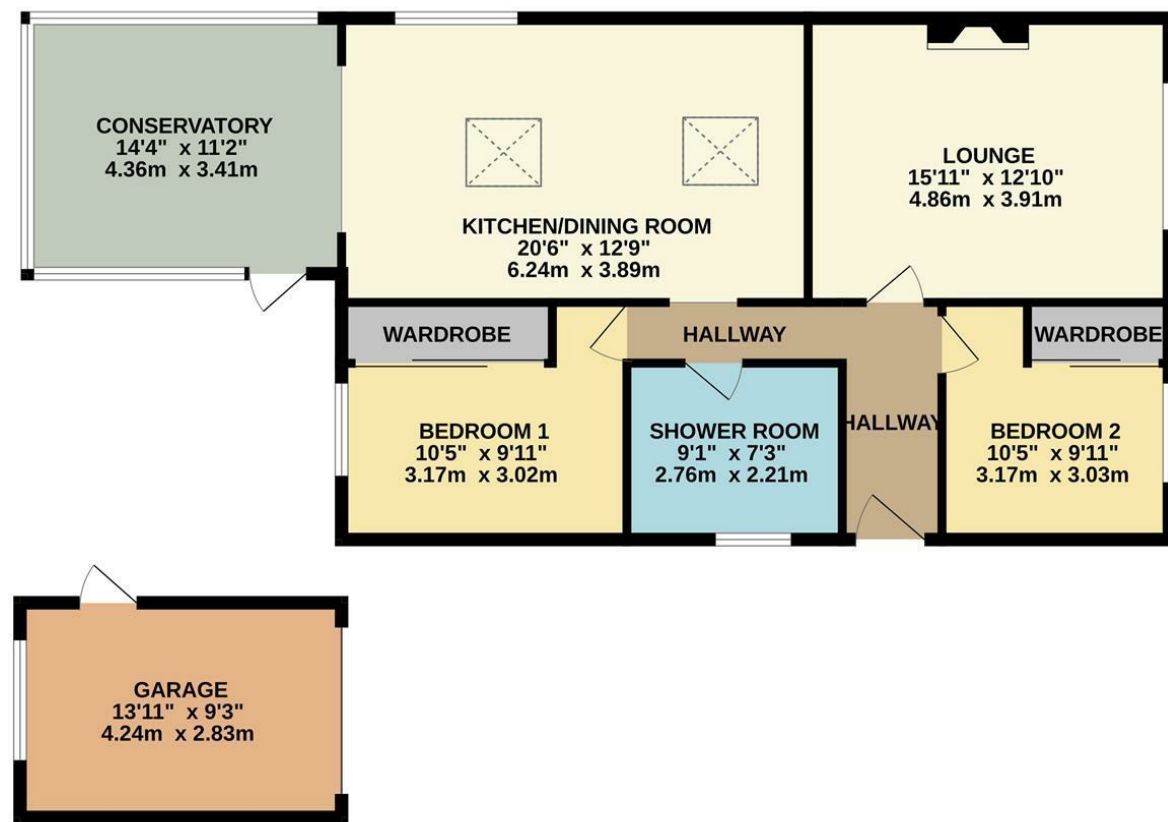 CONSERVATORY
14'4" x 11'2"
4.36m x 3.41m
KITCHEN/DINING ROOM
20'6" x 12'9"
6.24m x 3.89m
LOUNGE
15'11" x 12'10"
4.86m x 3.91m
WARDROBE
HALLWAY
WARDROBE
BEDROOM 1
10'5" x 9'11"
3.17m x 3.02m
SHOWER ROOM
9'1" x 7'3"
2.76m x 2.21m
HALLWAY
BEDROOM 2
10'5" x 9'11"
3.17m x 3.03m
GARAGE
13'11" x 9'3"
4.24m x 2.83m